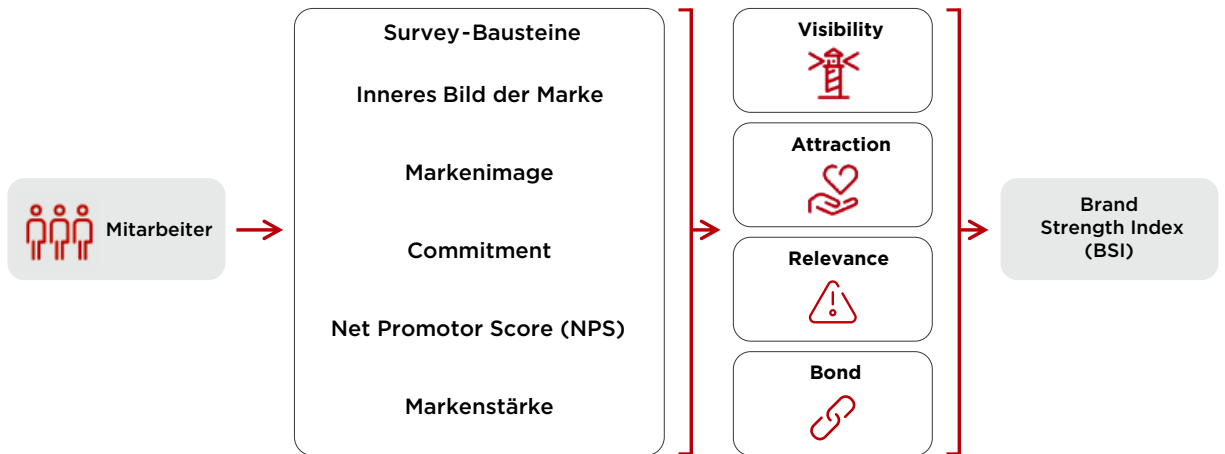 Mitarbeiter
Survey-Bausteine
Inneres Bild der Marke
Markenimage
Commitment
Net Promotor Score (NPS)
Markenstärke
Visibility
Attraction
Relevance
Bond
Brand
Strength Index
(BSI)